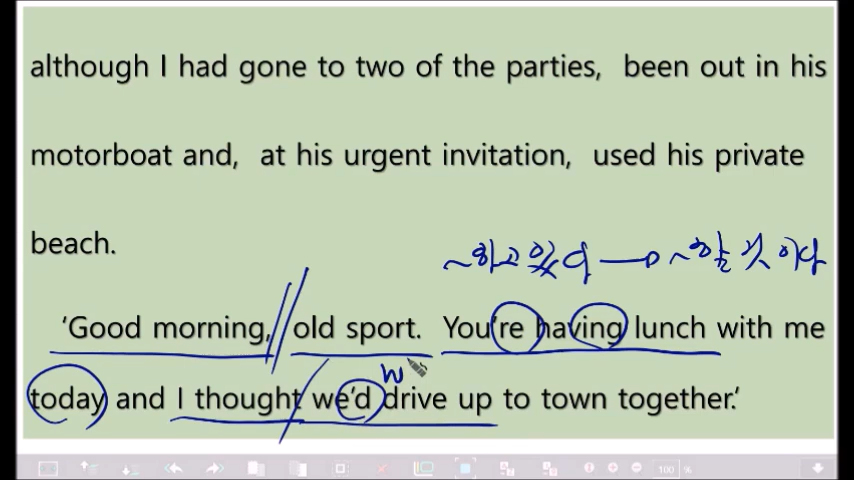 although I had gone to two of the parties, been out in his
motorboat and, at his urgent invitation, used his private
beach.
~하고 있다 → ~할 것이다
‘Good morning, old sport. You’re having lunch with me
w
today and I thought we’d drive up to town together.’
100 %